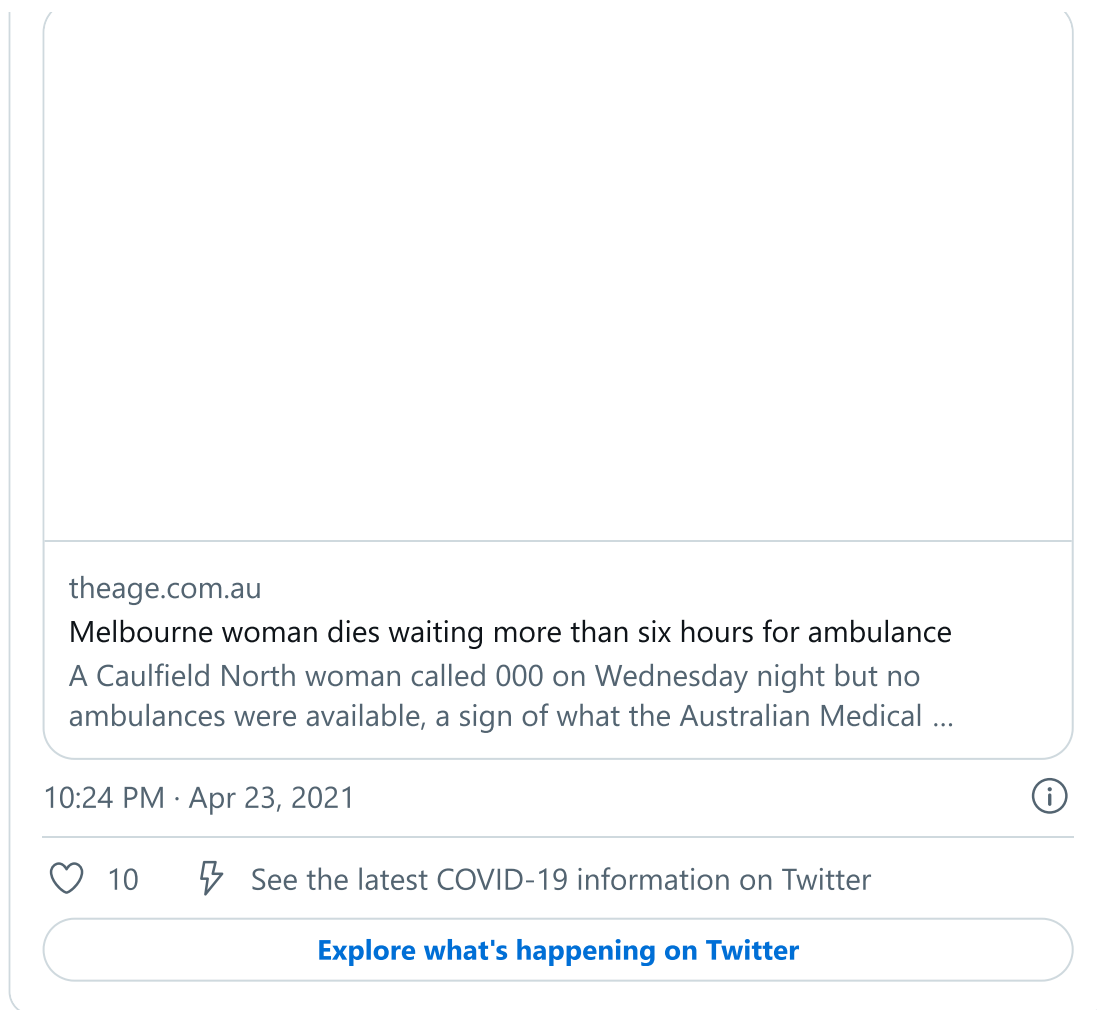 theage.com.au
Melbourne woman dies waiting more than six hours for ambulance
A Caulfield North woman called 000 on Wednesday night but no
ambulances were available, a sign of what the Australian Medical ...
10:24 PM · Apr 23, 2021
10 See the latest COVID-19 information on Twitter
Explore what's happening on Twitter